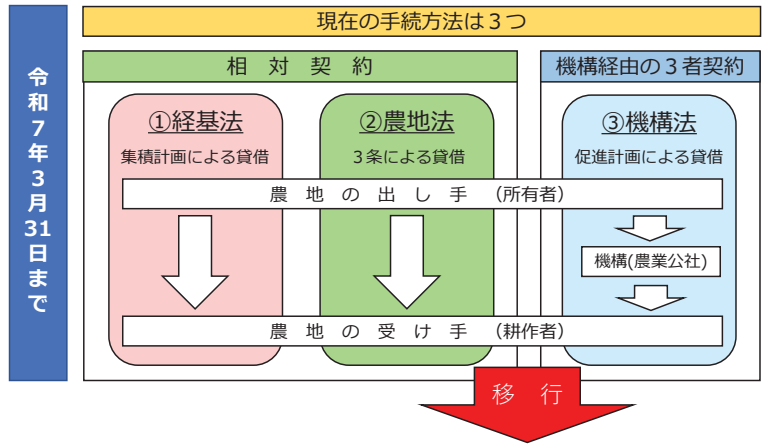 令和7年3月31日まで
現在の手続方法は３つ
相対契約
機構経由の３者契約
①経基法
集積計画による貸借
②農地法
３条による貸借
③機構法
促進計画による貸借
農地の出し手（所有者）
機構(農業公社)
農地の受け手（耕作者）
移行